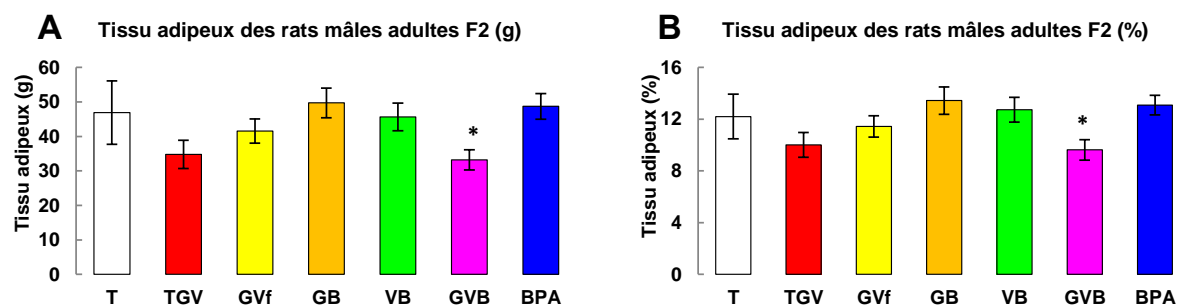 A Tissu adipeux des rats mâles adultes F2 (g)
Tissu adipeux (g)
60
50
40
30
20
10
0
*
T TGV GVf GB VB GVB BPA
B Tissu adipeux des rats mâles adultes F2 (%)
Tissu adipeux (%)
16
12
8
4
0
*
T TGV GVf GB VB GVB BPA